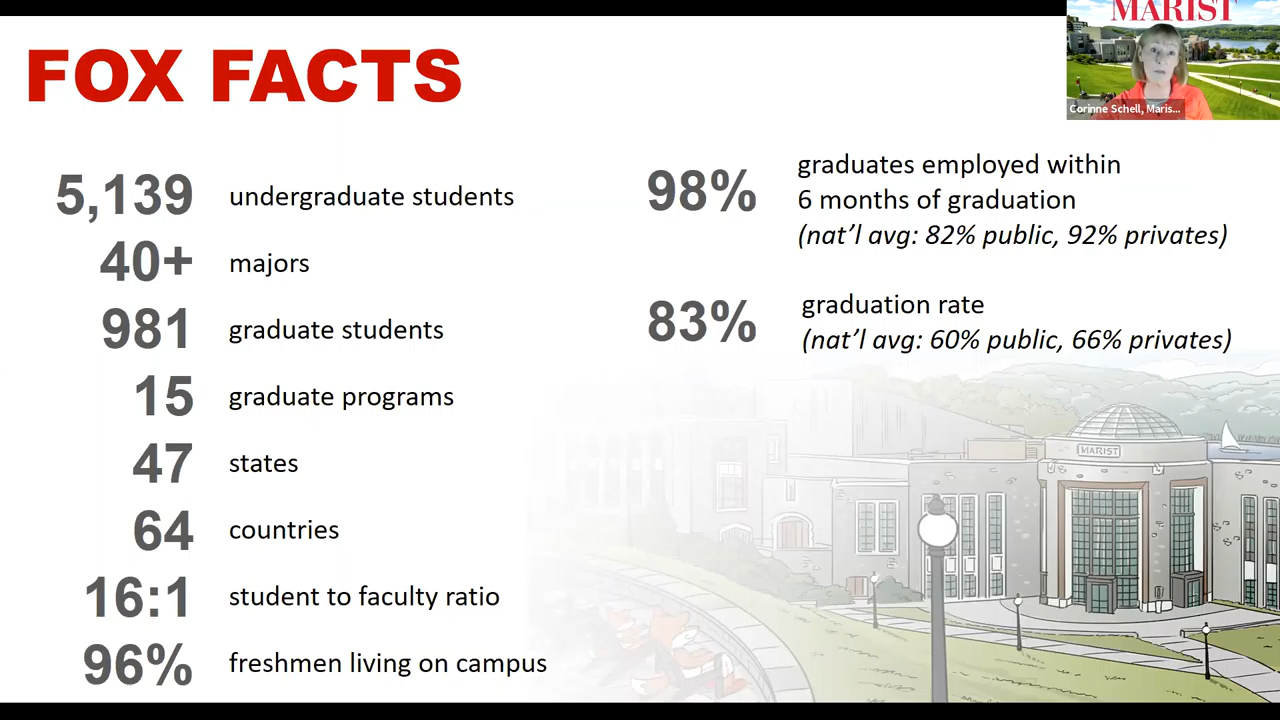 MARIST
Corinne Schell, Maris...
FOX FACTS
5,139 undergraduate students
40+ majors
981 graduate students
15 graduate programs
47 states
64 countries
16:1 student to faculty ratio
96% freshmen living on campus
98% graduates employed within
6 months of graduation
(nat’l avg: 82% public, 92% privates)
83% graduation rate
(nat’l avg: 60% public, 66% privates)
MARIST